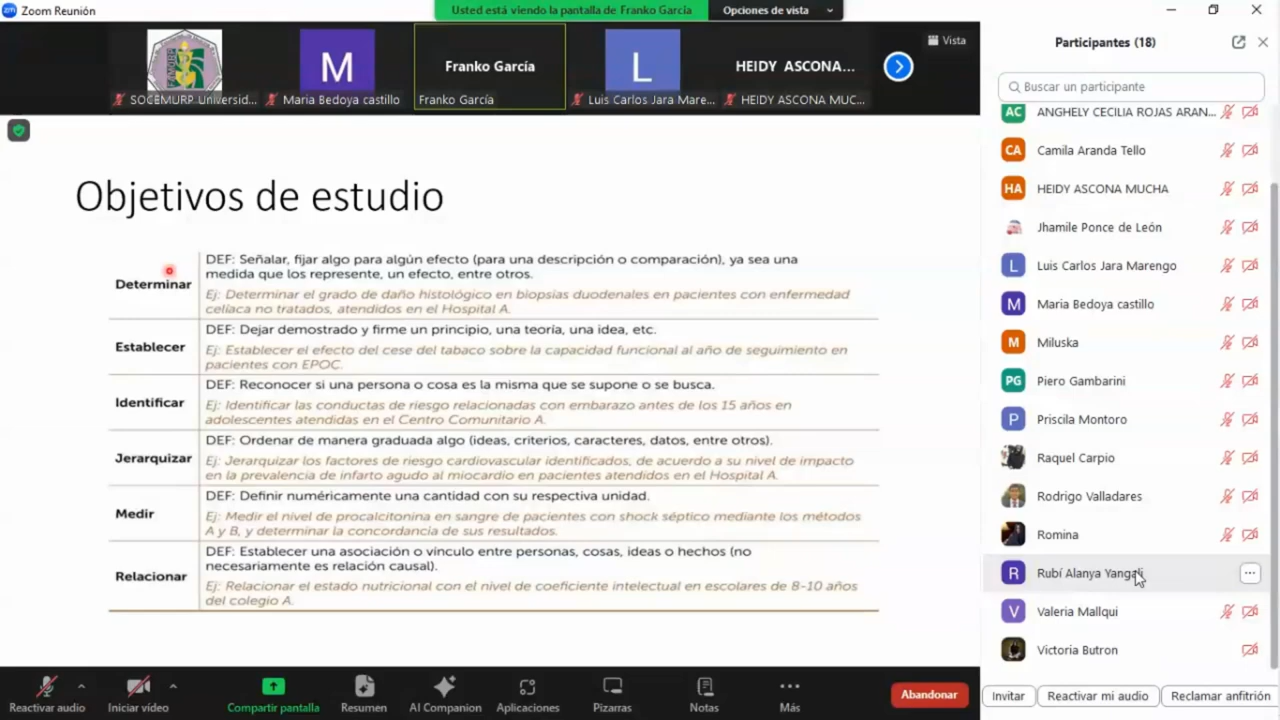 Zoom Reunión
Usted está viendo la pantalla de Franko García
Opciones de vista
Vista
M
Franko García
L
HEIDY ASCONA...
SOCEMURP Universid...
Maria Bedoya castillo
Franko García
Luis Carlos Jara Mare...
HEIDY ASCONA MUC...
Objetivos de estudio
Determinar
DEF: Señalar, fijar algo para algún efecto (para una descripción o comparación), ya sea una
medida que los represente, un efecto, entre otros.
Ej: Determinar el grado de daño histológico en biopsias duodenales en pacientes con enfermedad
celíaca no tratados, atendidos en el Hospital A.
Establecer
DEF: Dejar demostrado y firme un principio, una teoría, una idea, etc.
Ej: Establecer el efecto del cese del tabaco sobre la capacidad funcional al año de seguimiento en
pacientes con EPOC.
Identificar
DEF: Reconocer si una persona o cosa es la misma que se supone o se busca.
Ej: Identificar las conductas de riesgo relacionadas con embarazo antes de los 15 años en
adolescentes atendidas en el Centro Comunitario A.
Jerarquizar
DEF: Ordenar de manera graduada algo (ideas, criterios, caracteres, datos, entre otros).
Ej: Jerarquizar los factores de riesgo cardiovascular identificados, de acuerdo a su nivel de impacto
en la prevalencia de infarto agudo al miocardio en pacientes atendidos en el Hospital A.
Medir
DEF: Definir numéricamente una cantidad con su respectiva unidad.
Ej: Medir el nivel de procalcitonina en sangre de pacientes con shock séptico mediante los métodos
A y B, y determinar la concordancia de sus resultados.
Relacionar
DEF: Establecer una asociación o vínculo entre personas, cosas, ideas o hechos (no
necesariamente es relación causal).
Ej: Relacionar el estado nutricional con el nivel de coeficiente intelectual en escolares de 8-10 años
del colegio A.
Participantes (18)
Buscar un participante
AC ANGHELY CECILIA ROJAS ARAN...
CA Camila Aranda Tello
HA HEIDY ASCONA MUCHA
Jhamile Ponce de León
L Luis Carlos Jara Marengo
M Maria Bedoya castillo
M Miluska
PG Piero Gambarini
P Priscila Montoro
Raquel Carpio
Rodrigo Valladares
Romina
R Rubí Alanya Yangali
V Valeria Mallqui
Victoria Butron
Reactivar audio
Iniciar vídeo
Compartir pantalla
Resumen
AI Companion
Aplicaciones
Pizarras
Notas
Más
Abandonar
Invitar
Reactivar mi audio
Reclamar anfitrión